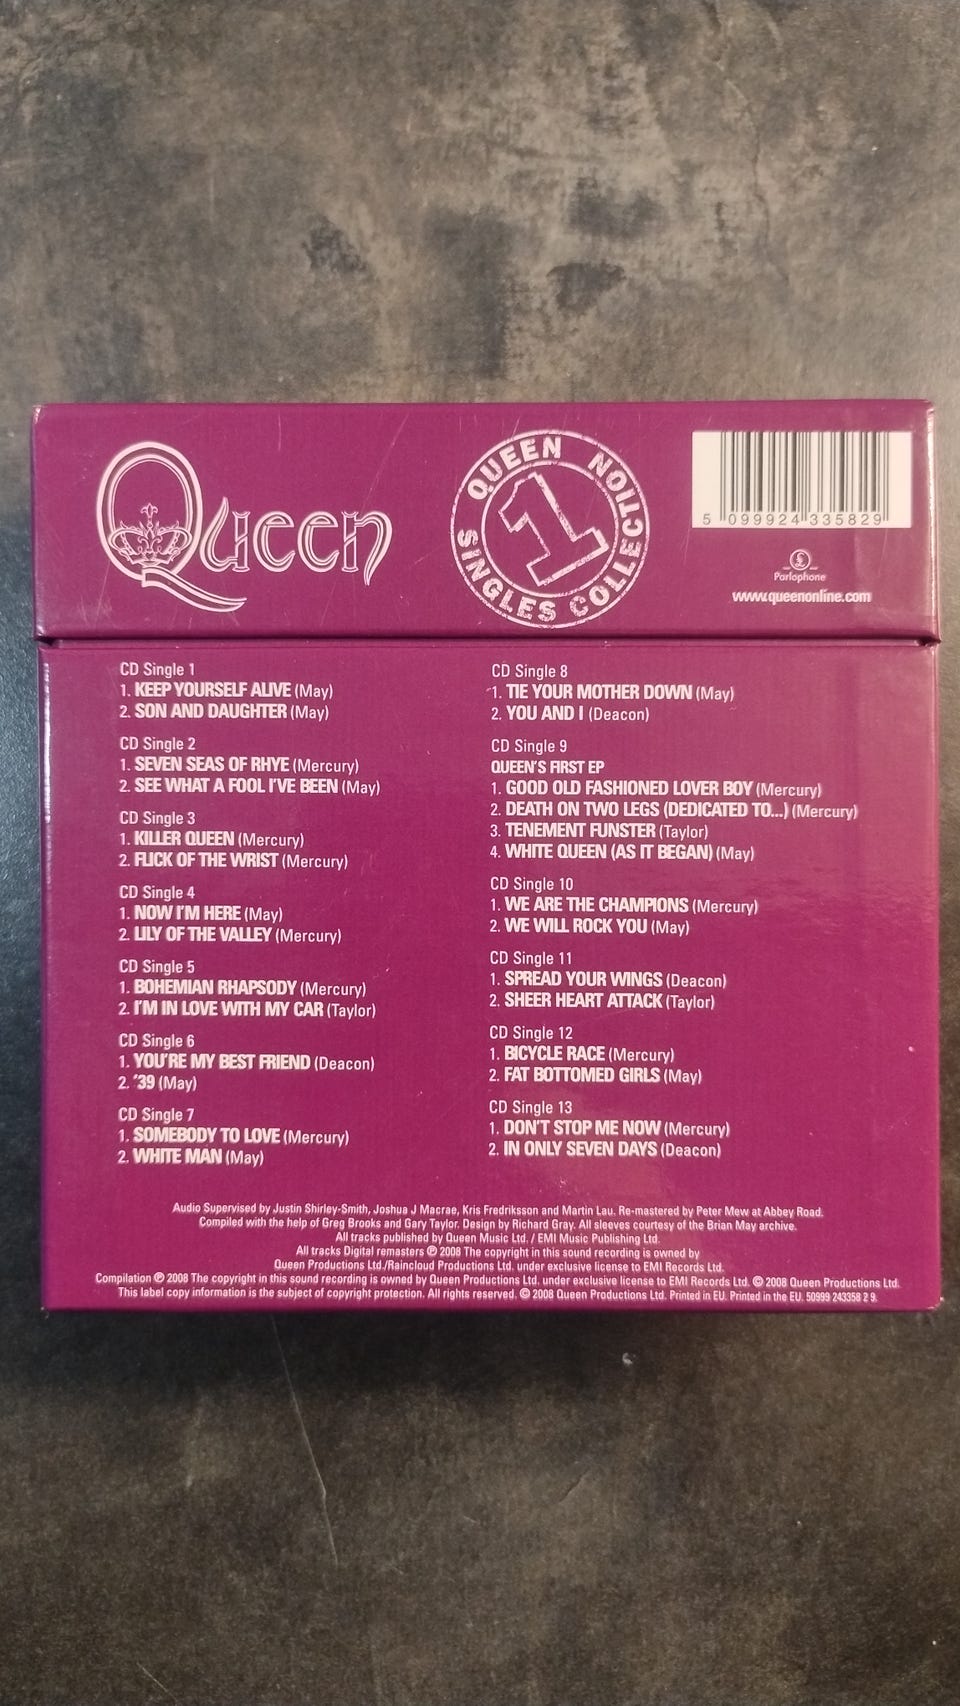 Queen
QUEEN SINGLES COLLECTION
1
5 099924 335829
£
Parlophone
www.queenonline.com
CD Single 1
1. KEEP YOURSELF ALIVE (May)
2. SON AND DAUGHTER (May)
CD Single 2
1. SEVEN SEAS OF RHYE (Mercury)
2. SEE WHAT A FOOL I'VE BEEN (May)
CD Single 3
1. KILLER QUEEN (Mercury)
2. FLICK OF THE WRIST (Mercury)
CD Single 4
1. NOW I'M HERE (May)
2. LILY OF THE VALLEY (Mercury)
CD Single 5
1. BOHEMIAN RHAPSODY (Mercury)
2. I'M IN LOVE WITH MY CAR (Taylor)
CD Single 6
1. YOU'RE MY BEST FRIEND (Deacon)
2. '39 (May)
CD Single 7
1. SOMEBODY TO LOVE (Mercury)
2. WHITE MAN (May)
CD Single 8
1. TIE YOUR MOTHER DOWN (May)
2. YOU AND I (Deacon)
CD Single 9
QUEEN'S FIRST EP
1. GOOD OLD FASHIONED LOVER BOY (Mercury)
2. DEATH ON TWO LEGS (DEDICATED TO...) (Mercury)
3. TENEMENT FUNSTER (Taylor)
4. WHITE QUEEN (AS IT BEGAN) (May)
CD Single 10
1. WE ARE THE CHAMPIONS (Mercury)
2. WE WILL ROCK YOU (May)
CD Single 11
1. SPREAD YOUR WINGS (Deacon)
2. SHEER HEART ATTACK (Taylor)
CD Single 12
1. BICYCLE RACE (Mercury)
2. FAT BOTTOMED GIRLS (May)
CD Single 13
1. DON'T STOP ME NOW (Mercury)
2. IN ONLY SEVEN DAYS (Deacon)
Audio Supervised by Justin Shirley-Smith, Joshua J Macrae, Kris Fredriksson and Martin Lau. Re-mastered by Peter Mew at Abbey Road.
Compiled with the help of Greg Brooks and Gary Taylor. Design by Richard Gray. All sleeves courtesy of the Brian May archive.
All tracks published by Queen Music Ltd. / EMI Music Publishing Ltd.
All tracks Digital remasters ℗ 2008 The copyright in this sound recording is owned by
Queen Productions Ltd./Raincloud Productions Ltd. under exclusive license to EMI Records Ltd.
Compilation ℗ 2008 The copyright in this sound recording is owned by Queen Productions Ltd. under exclusive license to EMI Records Ltd. © 2008 Queen Productions Ltd.
This label copy information is the subject of copyright protection. All rights reserved. © 2008 Queen Productions Ltd. Printed in EU. Printed in the EU. 50999 243358 2 9.